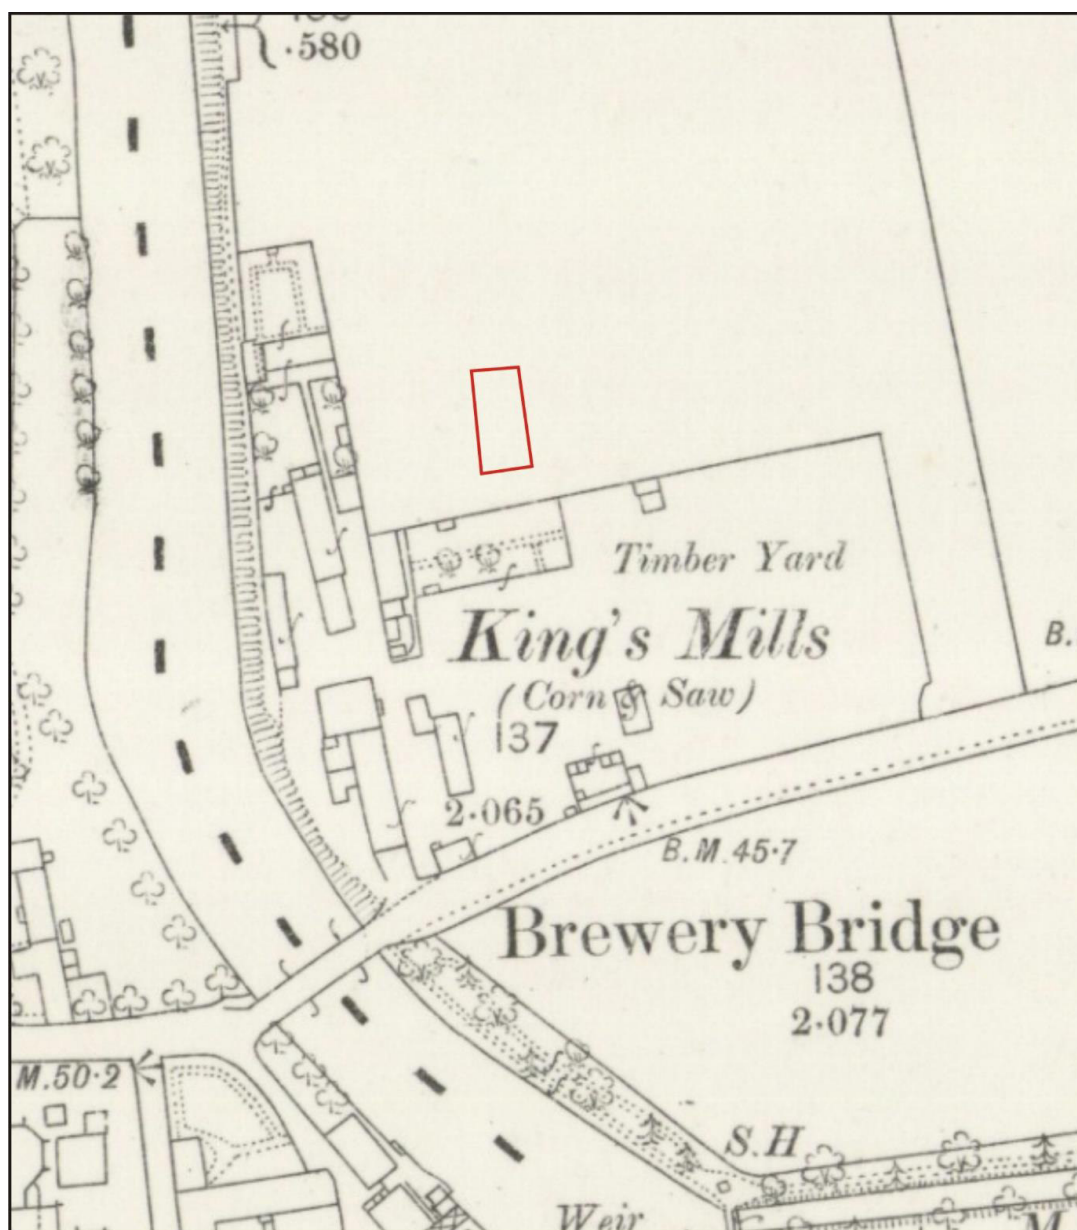 .580
Timber Yard
King's Mills
(Corn & Saw)
B.
137
2.065
B.M. 45.7
Brewery Bridge
138
2.077
M. 50.2
S.H
Weir
M